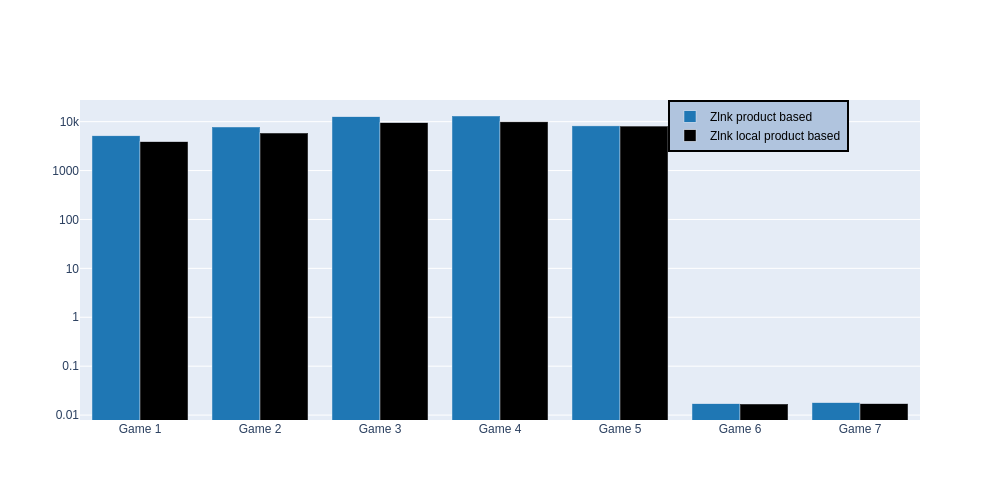 Zlnk product based
Zlnk local product based
10k
1000
100
10
1
0.1
0.01
Game 1
Game 2
Game 3
Game 4
Game 5
Game 6
Game 7